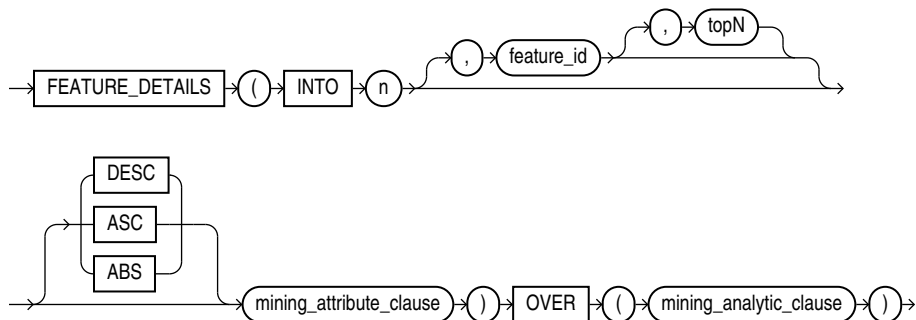 , topN
, feature_id
FEATURE_DETAILS ( INTO n
DESC
ASC
ABS
mining_attribute_clause ) OVER ( mining_analytic_clause )